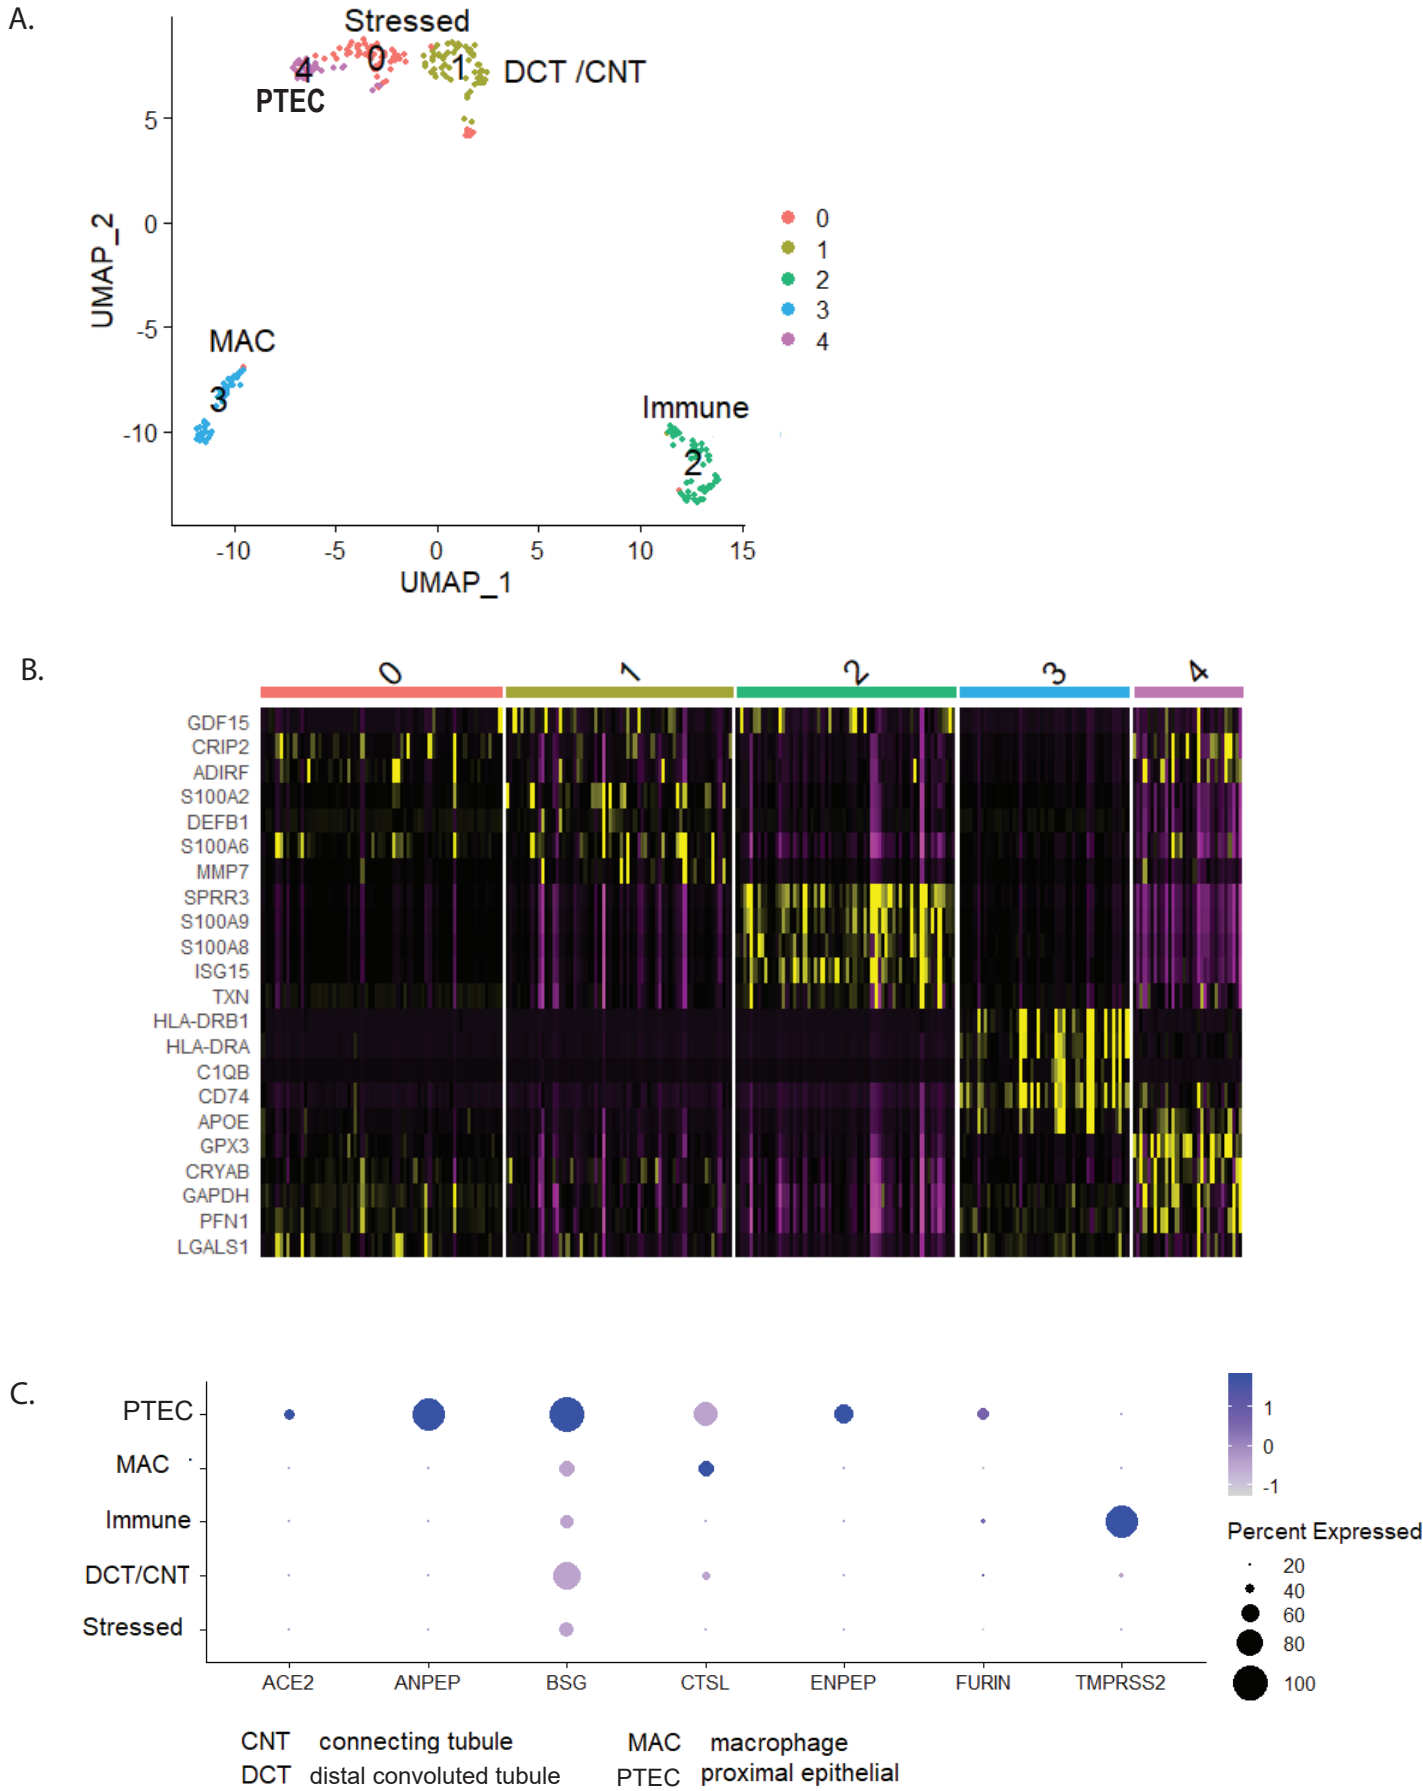 A.
Stressed
0
1
4
DCT /CNT
PTEC
5
0
-5
-10
UMAP_2
0
1
2
3
4
MAC
3
Immune
2
-10 -5 0 5 10 15
UMAP_1
B.
0 1 2 3 4
GDF15
CRIP2
ADIRF
S100A2
DEFB1
S100A6
MMP7
SPRR3
S100A9
S100A8
ISG15
TXN
HLA-DRB1
HLA-DRA
C1QB
CD74
APOE
GPX3
CRYAB
GAPDH
PFN1
LGALS1
C.
PTEC
MAC
Immune
DCT/CNT
Stressed
ACE2 ANPEP BSG CTSL ENPEP FURIN TMPRSS2
1
0
-1
Percent Expressed
20
40
60
80
100
CNT connecting tubule
DCT distal convoluted tubule
MAC macrophage
PTEC proximal epithelial